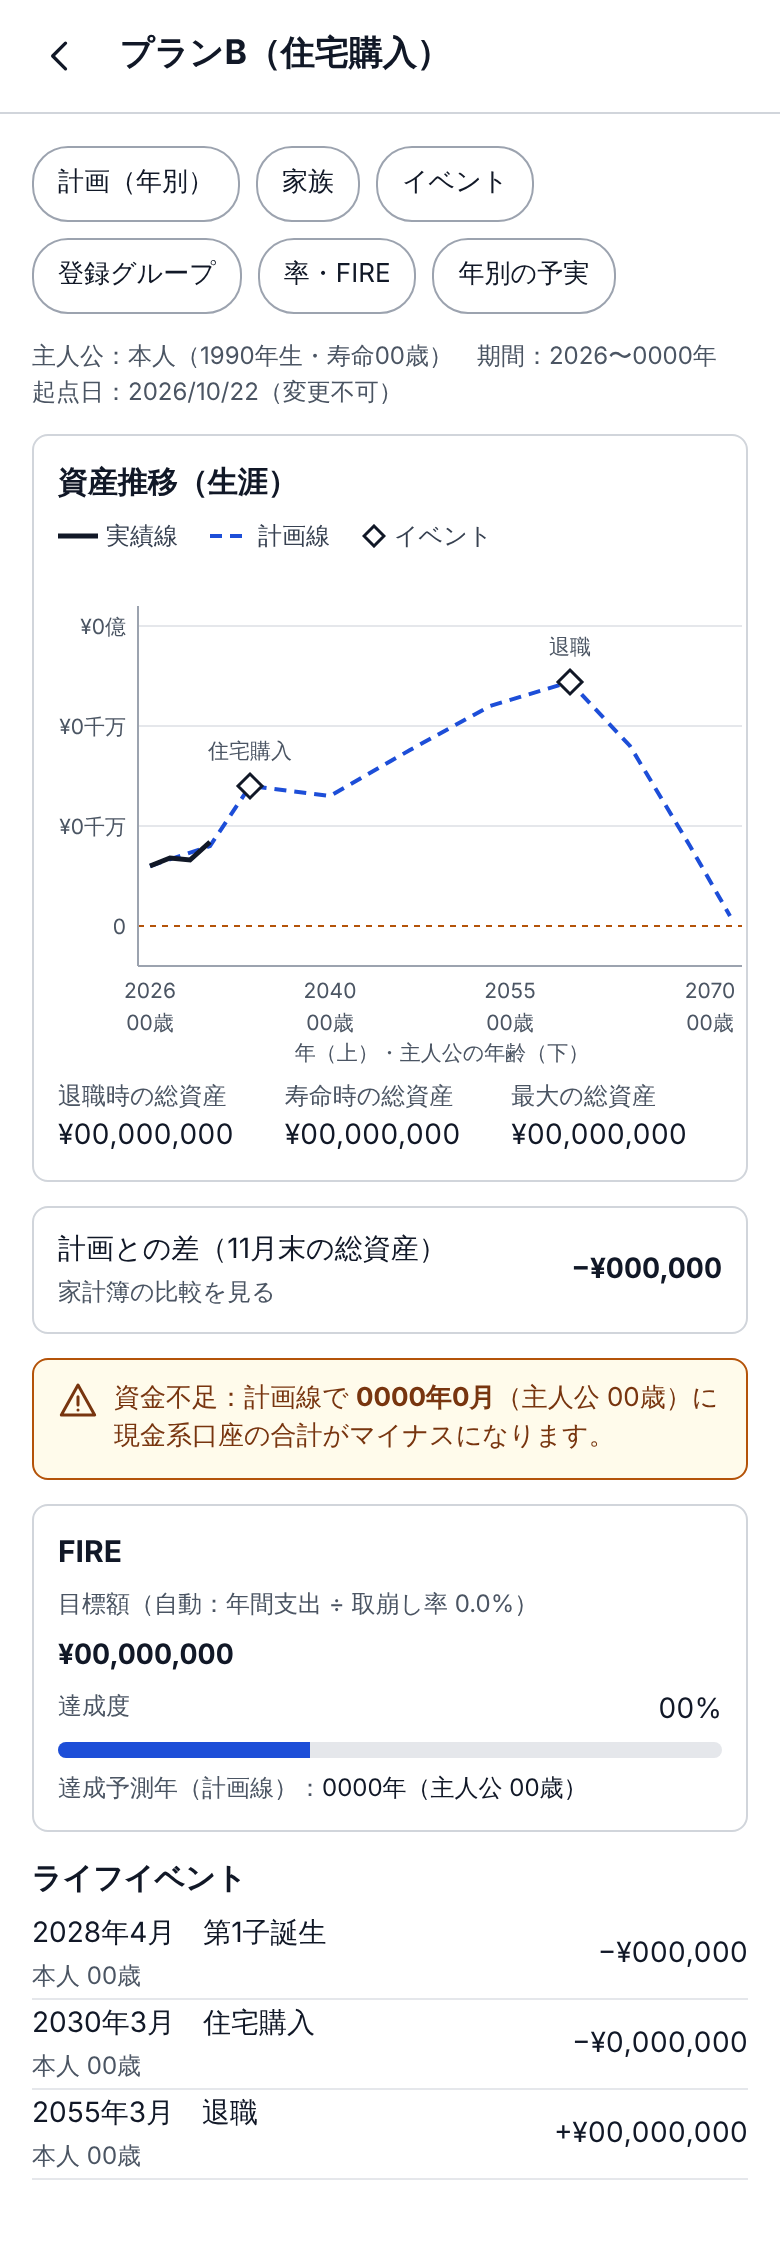 プランB（住宅購入）
計画（年別） 家族 イベント
登録グループ 率・FIRE 年別の予実
主人公：本人（1990年生・寿命00歳） 期間：2026〜0000年
起点日：2026/10/22（変更不可）
資産推移（生涯）
実績線 計画線 イベント
¥0億
退職
¥0千万
住宅購入
¥0千万
0
2026 2040 2055 2070
00歳 00歳 00歳 00歳
年（上）・主人公の年齢（下）
退職時の総資産 寿命時の総資産 最大の総資産
¥00,000,000 ¥00,000,000 ¥00,000,000
計画との差（11月末の総資産）
−¥000,000
家計簿の比較を見る
資金不足：計画線で 0000年0月（主人公 00歳）に
現金系口座の合計がマイナスになります。
FIRE
目標額（自動：年間支出 ÷ 取崩し率 0.0%）
¥00,000,000
達成度 00%
達成予測年（計画線）：0000年（主人公 00歳）
ライフイベント
2028年4月 第1子誕生
−¥000,000
本人 00歳
2030年3月 住宅購入
−¥0,000,000
本人 00歳
2055年3月 退職
+¥00,000,000
本人 00歳